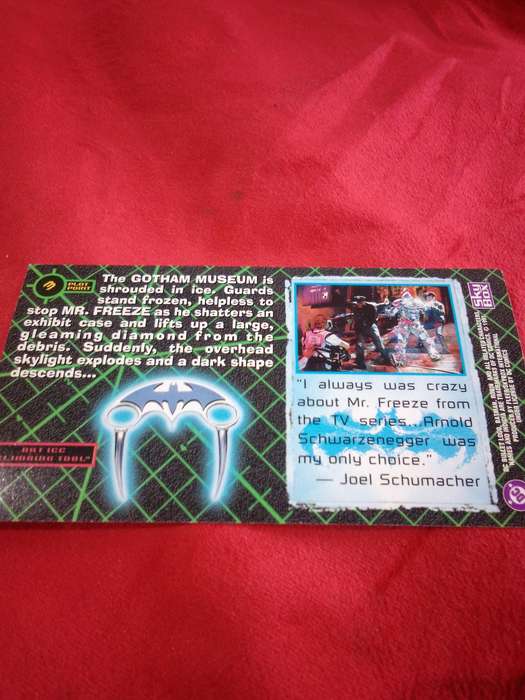 PLOT
POINT
The GOTHAM MUSEUM is
shrouded in ice. Guards
stand frozen, helpless to
stop MR. FREEZE as he shatters an
exhibit case and lifts up a large,
gleaming diamond from the
debris. Suddenly, the overhead
skylight explodes and a dark shape
descends...
BAT ICE
CLIMBING TOOL
"I always was crazy
about Mr. Freeze from
the TV series...Arnold
Schwarzenegger was
my only choice."
— Joel Schumacher
SKY
BOX